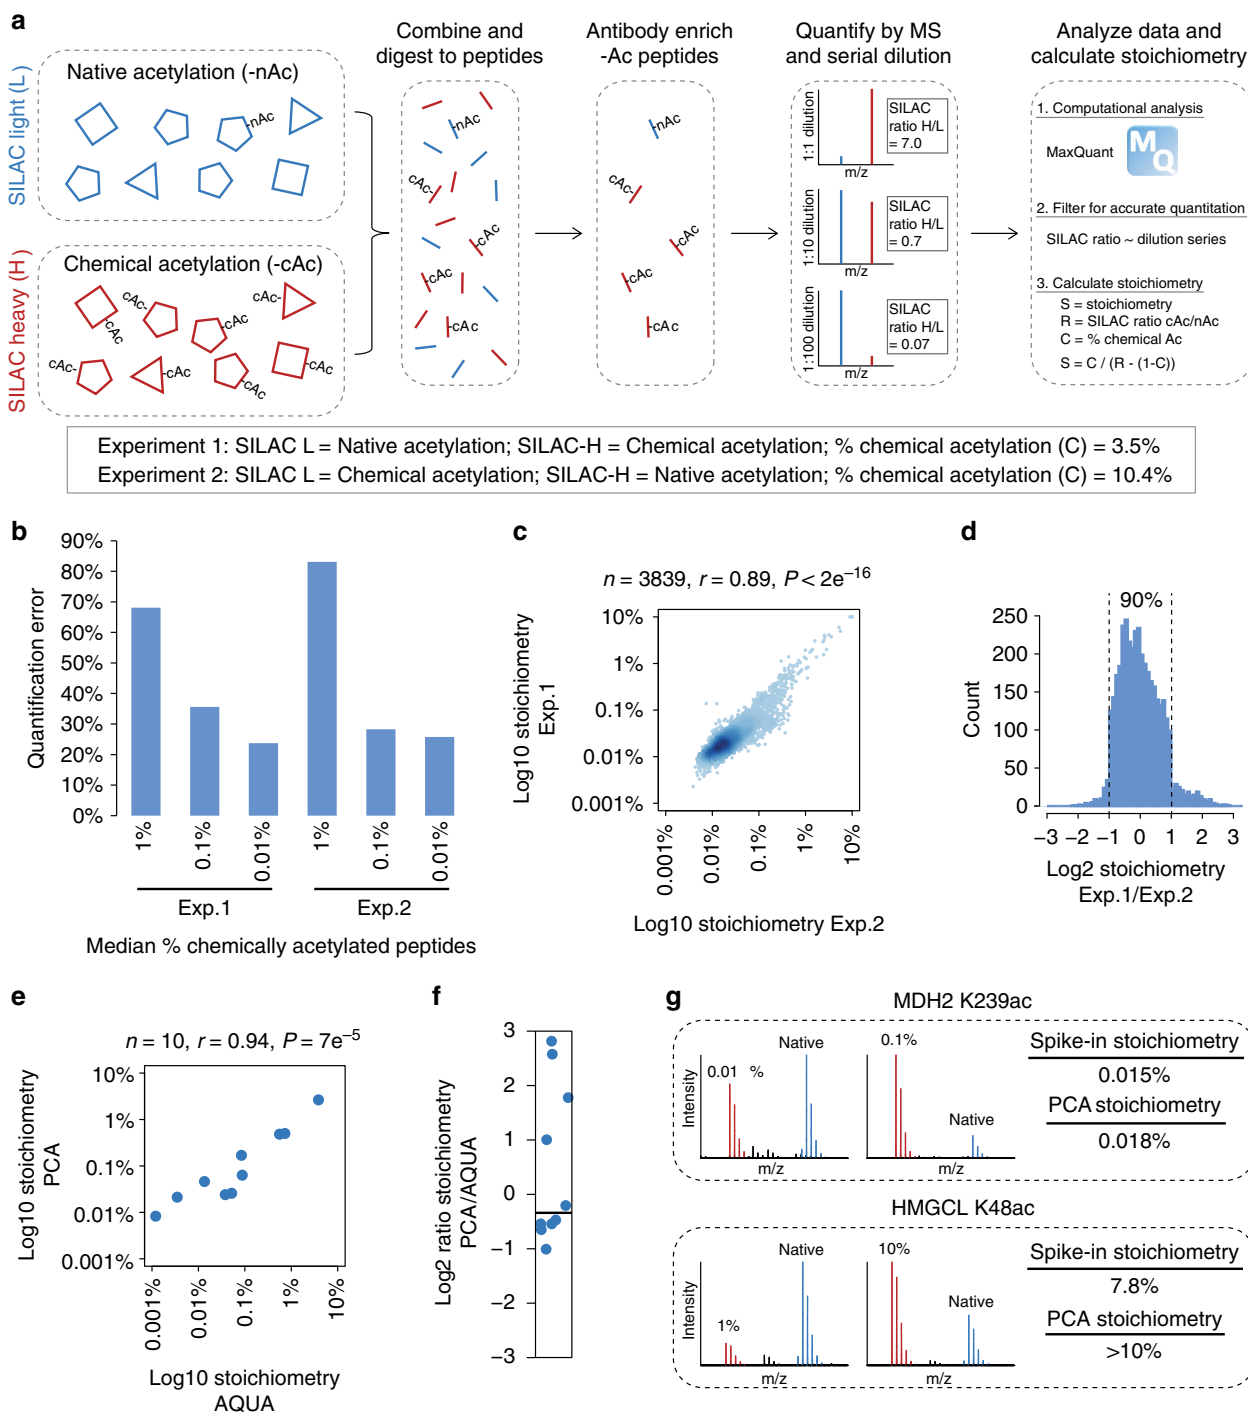 a
Combine and
digest to peptides
Antibody enrich
-Ac peptides
Quantify by MS
and serial dilution
Analyze data and
calculate stoichiometry
SILAC light (L)
Native acetylation (-nAc)
-nAc
SILAC heavy (H)
Chemical acetylation (-cAc)
cAc-
-cAc
cAc-
-cAc
cAc-
cAc-
-cAc
-cAc
-cAc
-nAc
cAc-
-cAc
-cAc
-cAc
-nAc
cAc-
-cAc
-cAc
-cAc
1:1 dilution
SILAC
ratio H/L
= 7.0
m/z
1:10 dilution
SILAC
ratio H/L
= 0.7
m/z
1:100 dilution
SILAC
ratio H/L
= 0.07
m/z
1. Computational analysis
MaxQuant
MQ
2. Filter for accurate quantitation
SILAC ratio ~ dilution series
3. Calculate stoichiometry
S = stoichiometry
R = SILAC ratio cAc/nAc
C = % chemical Ac
S = C / (R - (1-C))
Experiment 1: SILAC L = Native acetylation; SILAC-H = Chemical acetylation; % chemical acetylation (C) = 3.5%
Experiment 2: SILAC L = Chemical acetylation; SILAC-H = Native acetylation; % chemical acetylation (C) = 10.4%
b
Quantification error
90%
80%
70%
60%
50%
40%
30%
20%
10%
0%
1%
0.1%
0.01%
1%
0.1%
0.01%
Exp.1
Exp.2
Median % chemically acetylated peptides
c
n = 3839, r = 0.89, P < 2e−16
Log10 stoichiometry
Exp.1
10%
1%
0.1%
0.01%
0.001%
0.001%
0.01%
0.1%
1%
10%
Log10 stoichiometry Exp.2
d
90%
Count
250
200
150
100
50
0
−3 −2 −1 0 1 2 3
Log2 stoichiometry
Exp.1/Exp.2
e
n = 10, r = 0.94, P = 7e−5
Log10 stoichiometry
PCA
10%
1%
0.1%
0.01%
0.001%
0.001%
0.01%
0.1%
1%
10%
Log10 stoichiometry
AQUA
f
Log2 ratio stoichiometry
PCA/AQUA
3
2
1
0
−1
−2
−3
g
MDH2 K239ac
Intensity
0.01 %
Native
m/z
0.1%
Native
m/z
Spike-in stoichiometry
0.015%
PCA stoichiometry
0.018%
HMGCL K48ac
Intensity
1%
Native
m/z
10%
Native
m/z
Spike-in stoichiometry
7.8%
PCA stoichiometry
>10%